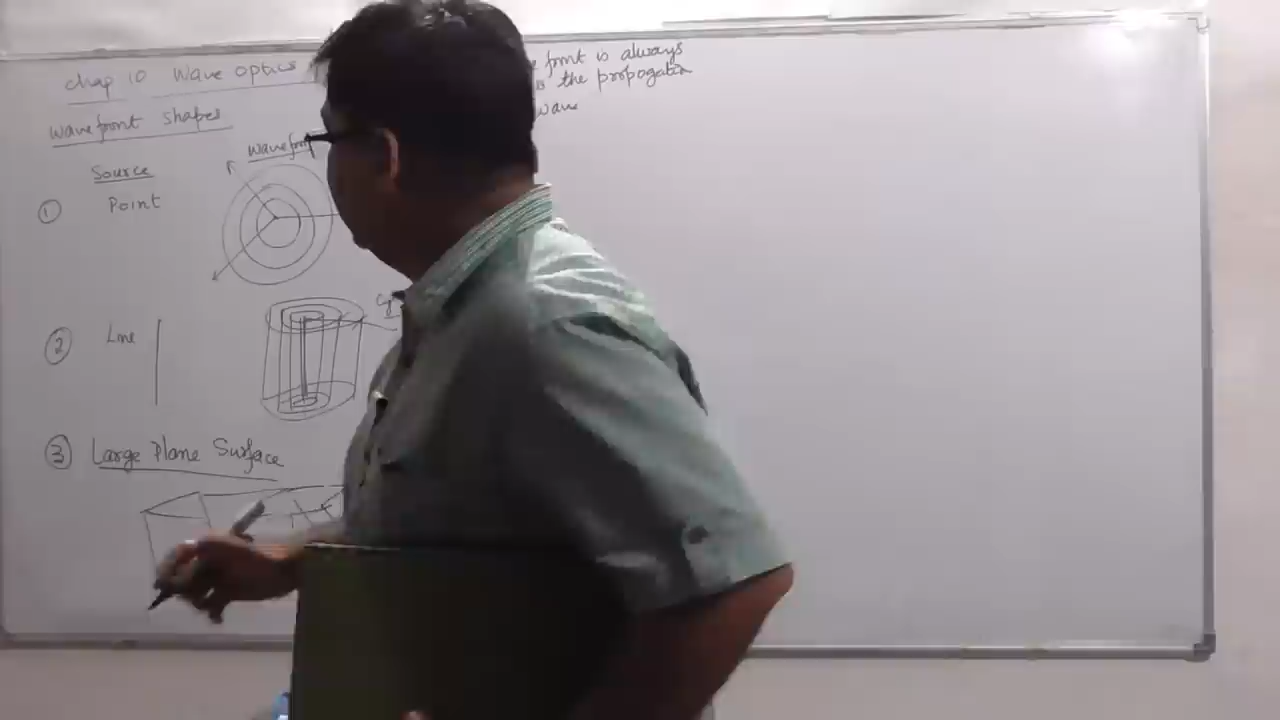 chap 10 Wave optics
front is always
the propogation
wave
Wavefront shapes
Wavefront
Source
① Point
② Line
③ Large Plane Surface